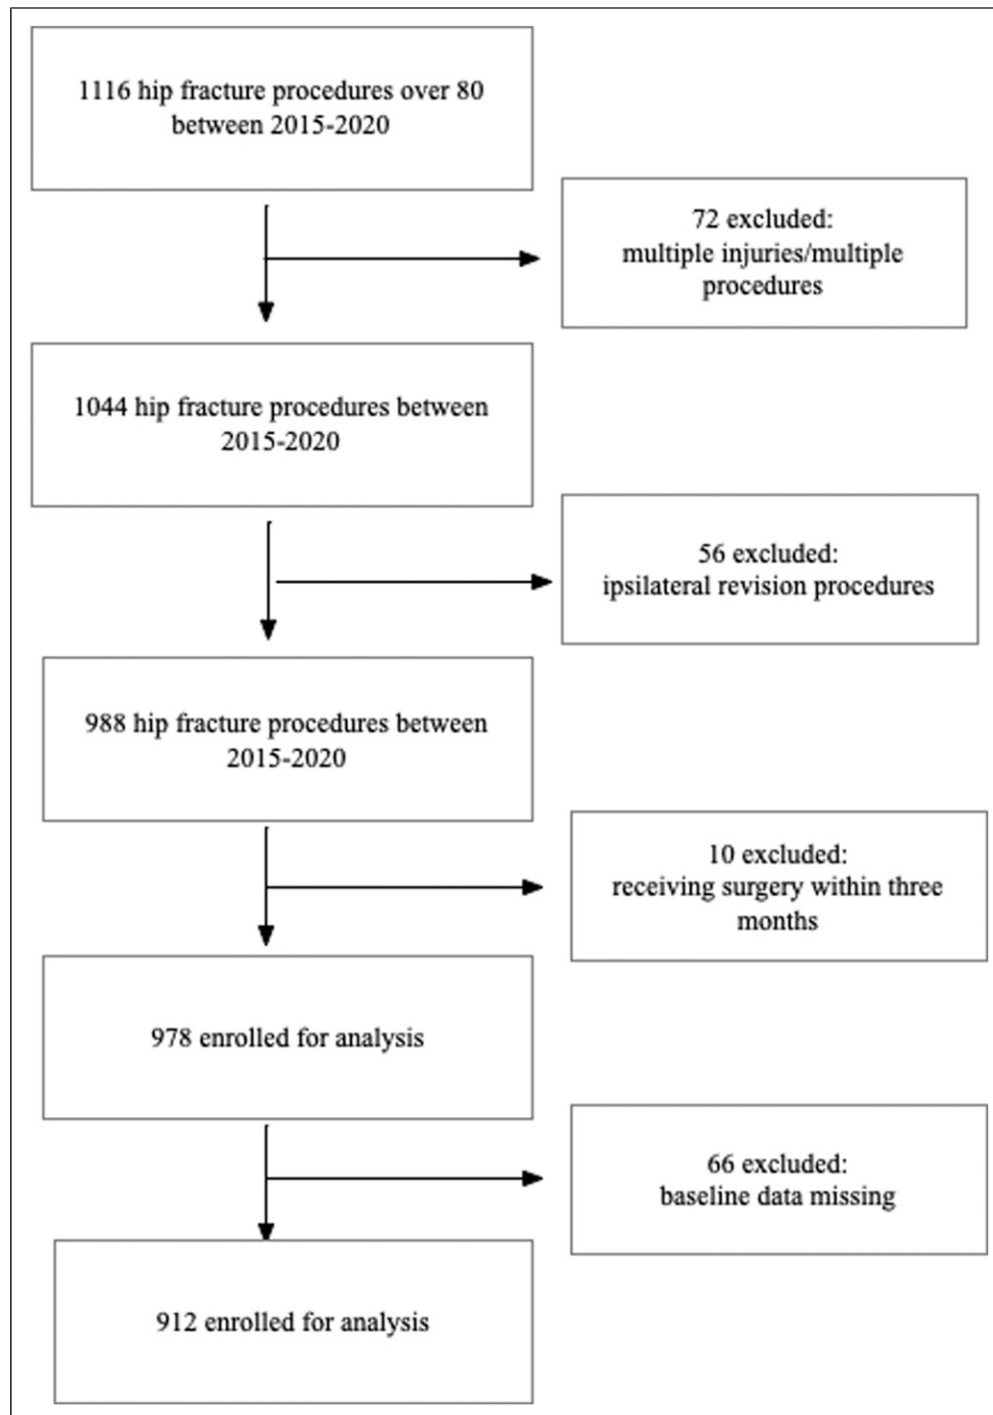 1116 hip fracture procedures over 80
between 2015-2020
72 excluded:
multiple injuries/multiple
procedures
1044 hip fracture procedures between
2015-2020
56 excluded:
ipsilateral revision procedures
988 hip fracture procedures between
2015-2020
10 excluded:
receiving surgery within three
months
978 enrolled for analysis
66 excluded:
baseline data missing
912 enrolled for analysis